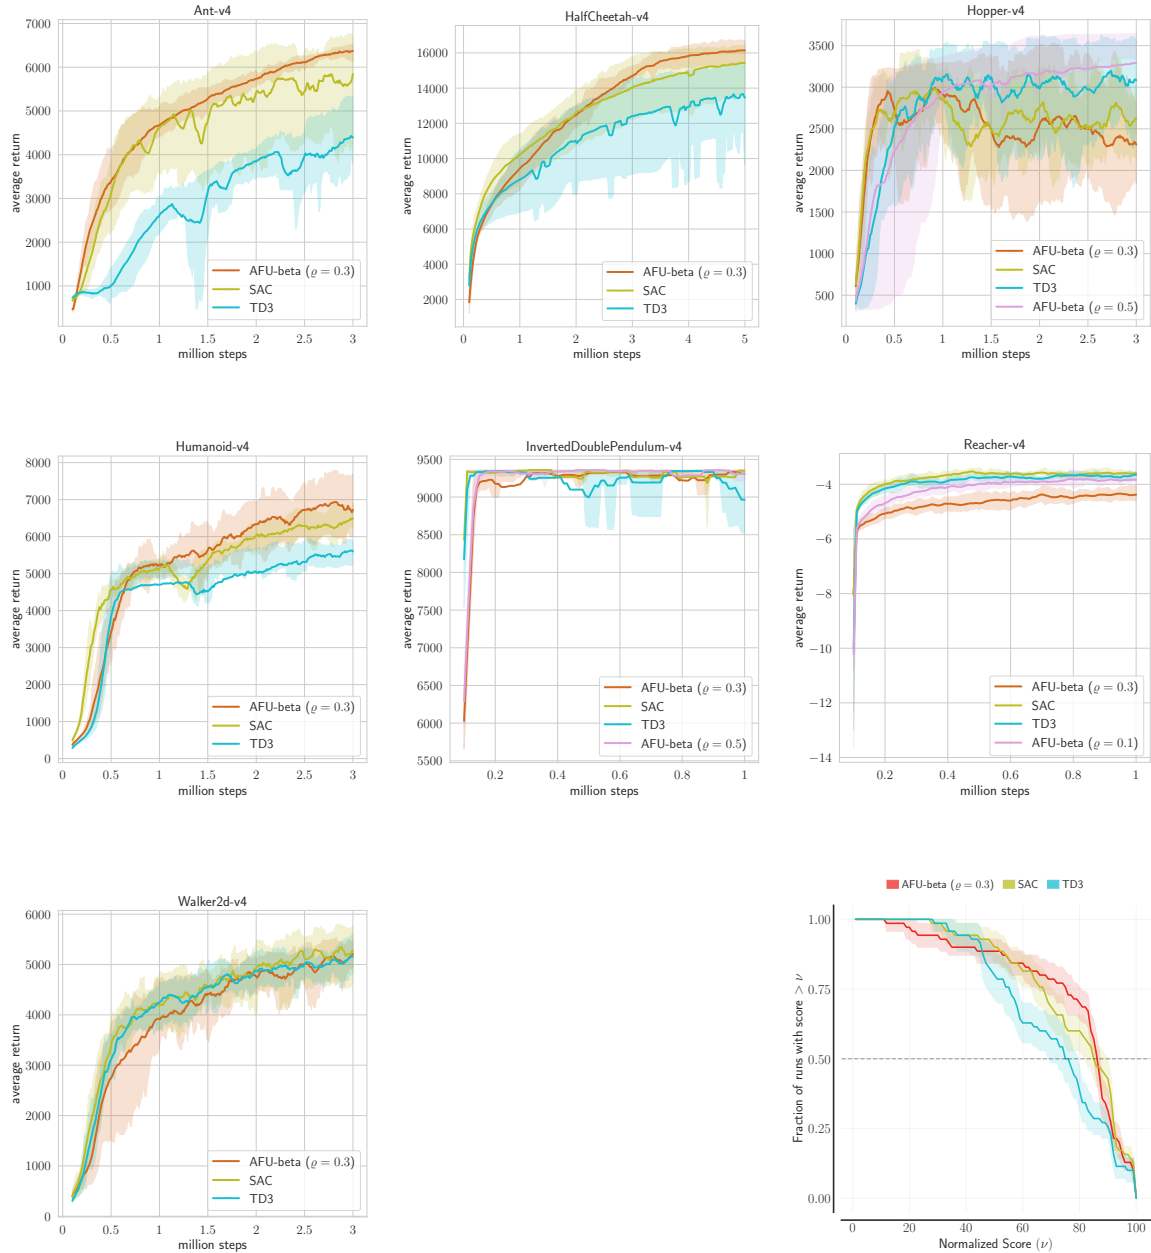 Ant-v4
7000
6000
5000
4000
3000
2000
1000
average return
AFU-beta (ϱ = 0.3)
SAC
TD3
0 0.5 1 1.5 2 2.5 3
million steps
HalfCheetah-v4
16000
14000
12000
10000
8000
6000
4000
2000
average return
AFU-beta (ϱ = 0.3)
SAC
TD3
0 1 2 3 4 5
million steps
Hopper-v4
3500
3000
2500
2000
1500
1000
500
average return
AFU-beta (ϱ = 0.3)
SAC
TD3
AFU-beta (ϱ = 0.5)
0 0.5 1 1.5 2 2.5 3
million steps
Humanoid-v4
8000
7000
6000
5000
4000
3000
2000
1000
0
average return
AFU-beta (ϱ = 0.3)
SAC
TD3
0 0.5 1 1.5 2 2.5 3
million steps
InvertedDoublePendulum-v4
9500
9000
8500
8000
7500
7000
6500
6000
5500
average return
AFU-beta (ϱ = 0.3)
SAC
TD3
AFU-beta (ϱ = 0.5)
0.2 0.4 0.6 0.8 1
million steps
Reacher-v4
−4
−6
−8
−10
−12
−14
average return
AFU-beta (ϱ = 0.3)
SAC
TD3
AFU-beta (ϱ = 0.1)
0.2 0.4 0.6 0.8 1
million steps
Walker2d-v4
6000
5000
4000
3000
2000
1000
0
average return
AFU-beta (ϱ = 0.3)
SAC
TD3
0 0.5 1 1.5 2 2.5 3
million steps
AFU-beta (ϱ = 0.3) SAC TD3
1.00
0.75
0.50
0.25
0.00
Fraction of runs with score > ν
0 20 40 60 80 100
Normalized Score (ν)